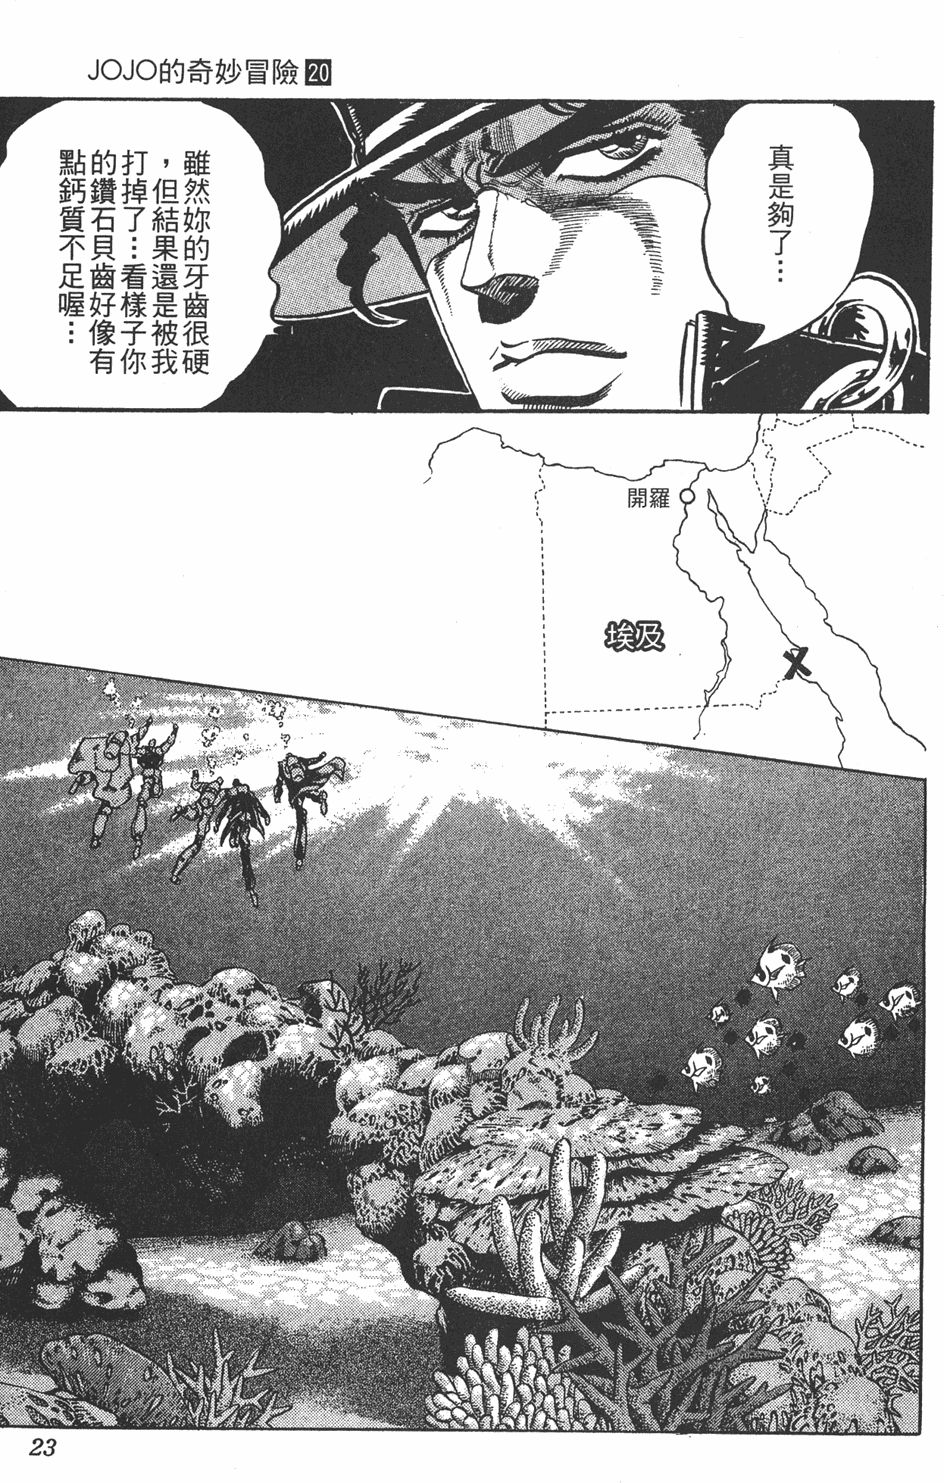 JOJO的奇妙冒險20
真是夠了…
雖然妳的牙齒很硬
，但結果還是被我
打掉了…看樣子你
的鑽石貝齒好像有
點鈣質不足喔…
開羅
埃及
23